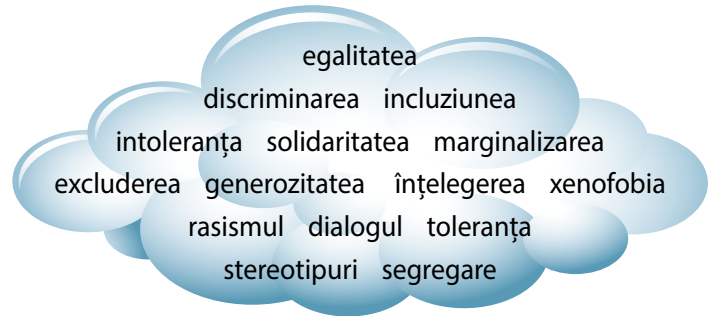 egalitatea
discriminarea incluziunea
intoleranța solidaritatea marginalizarea
excluderea generozitatea înțelegerea xenofobia
rasismul dialogul toleranța
stereotipuri segregare